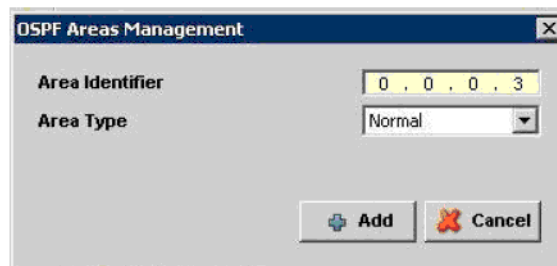 OSPF Areas Management
Area Identifier 0 . 0 . 0 . 3
Area Type Normal
Add Cancel